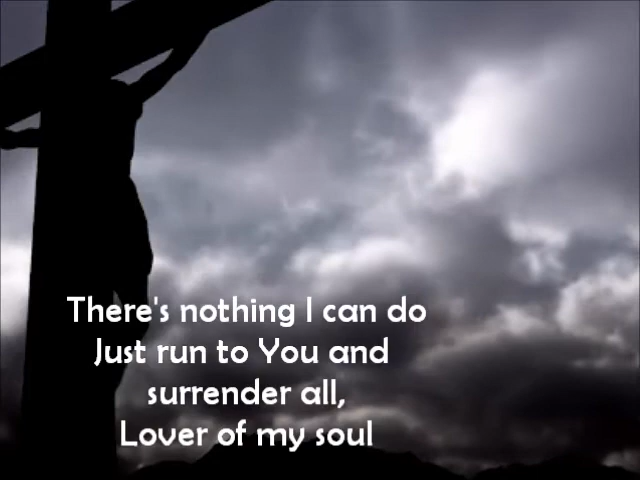 There's nothing I can do
Just run to You and
surrender all,
Lover of my soul